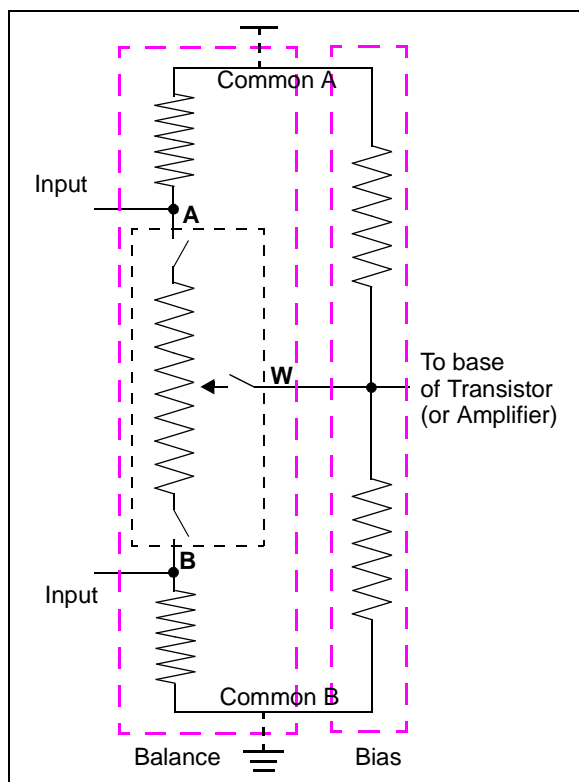 Common A
Input
A
W
To base
of Transistor
(or Amplifier)
B
Input
Common B
Balance
Bias